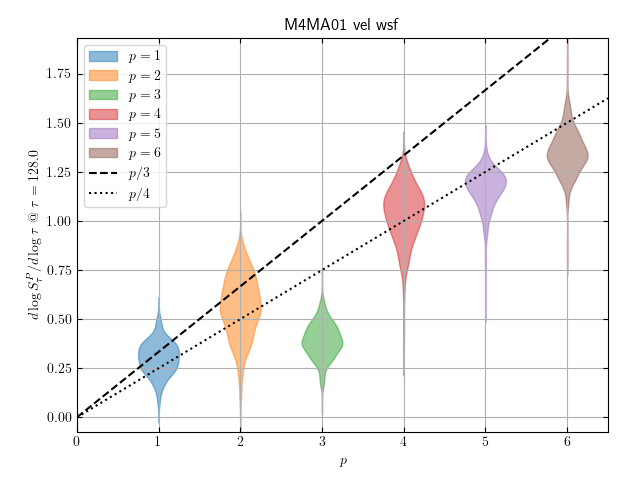 M4MA01 vel wsf
p = 1
p = 2
p = 3
p = 4
p = 5
p = 6
p/3
p/4
d log S_τ^P / d log τ @ τ = 128.0
1.75
1.50
1.25
1.00
0.75
0.50
0.25
0.00
0 1 2 3 4 5 6
p